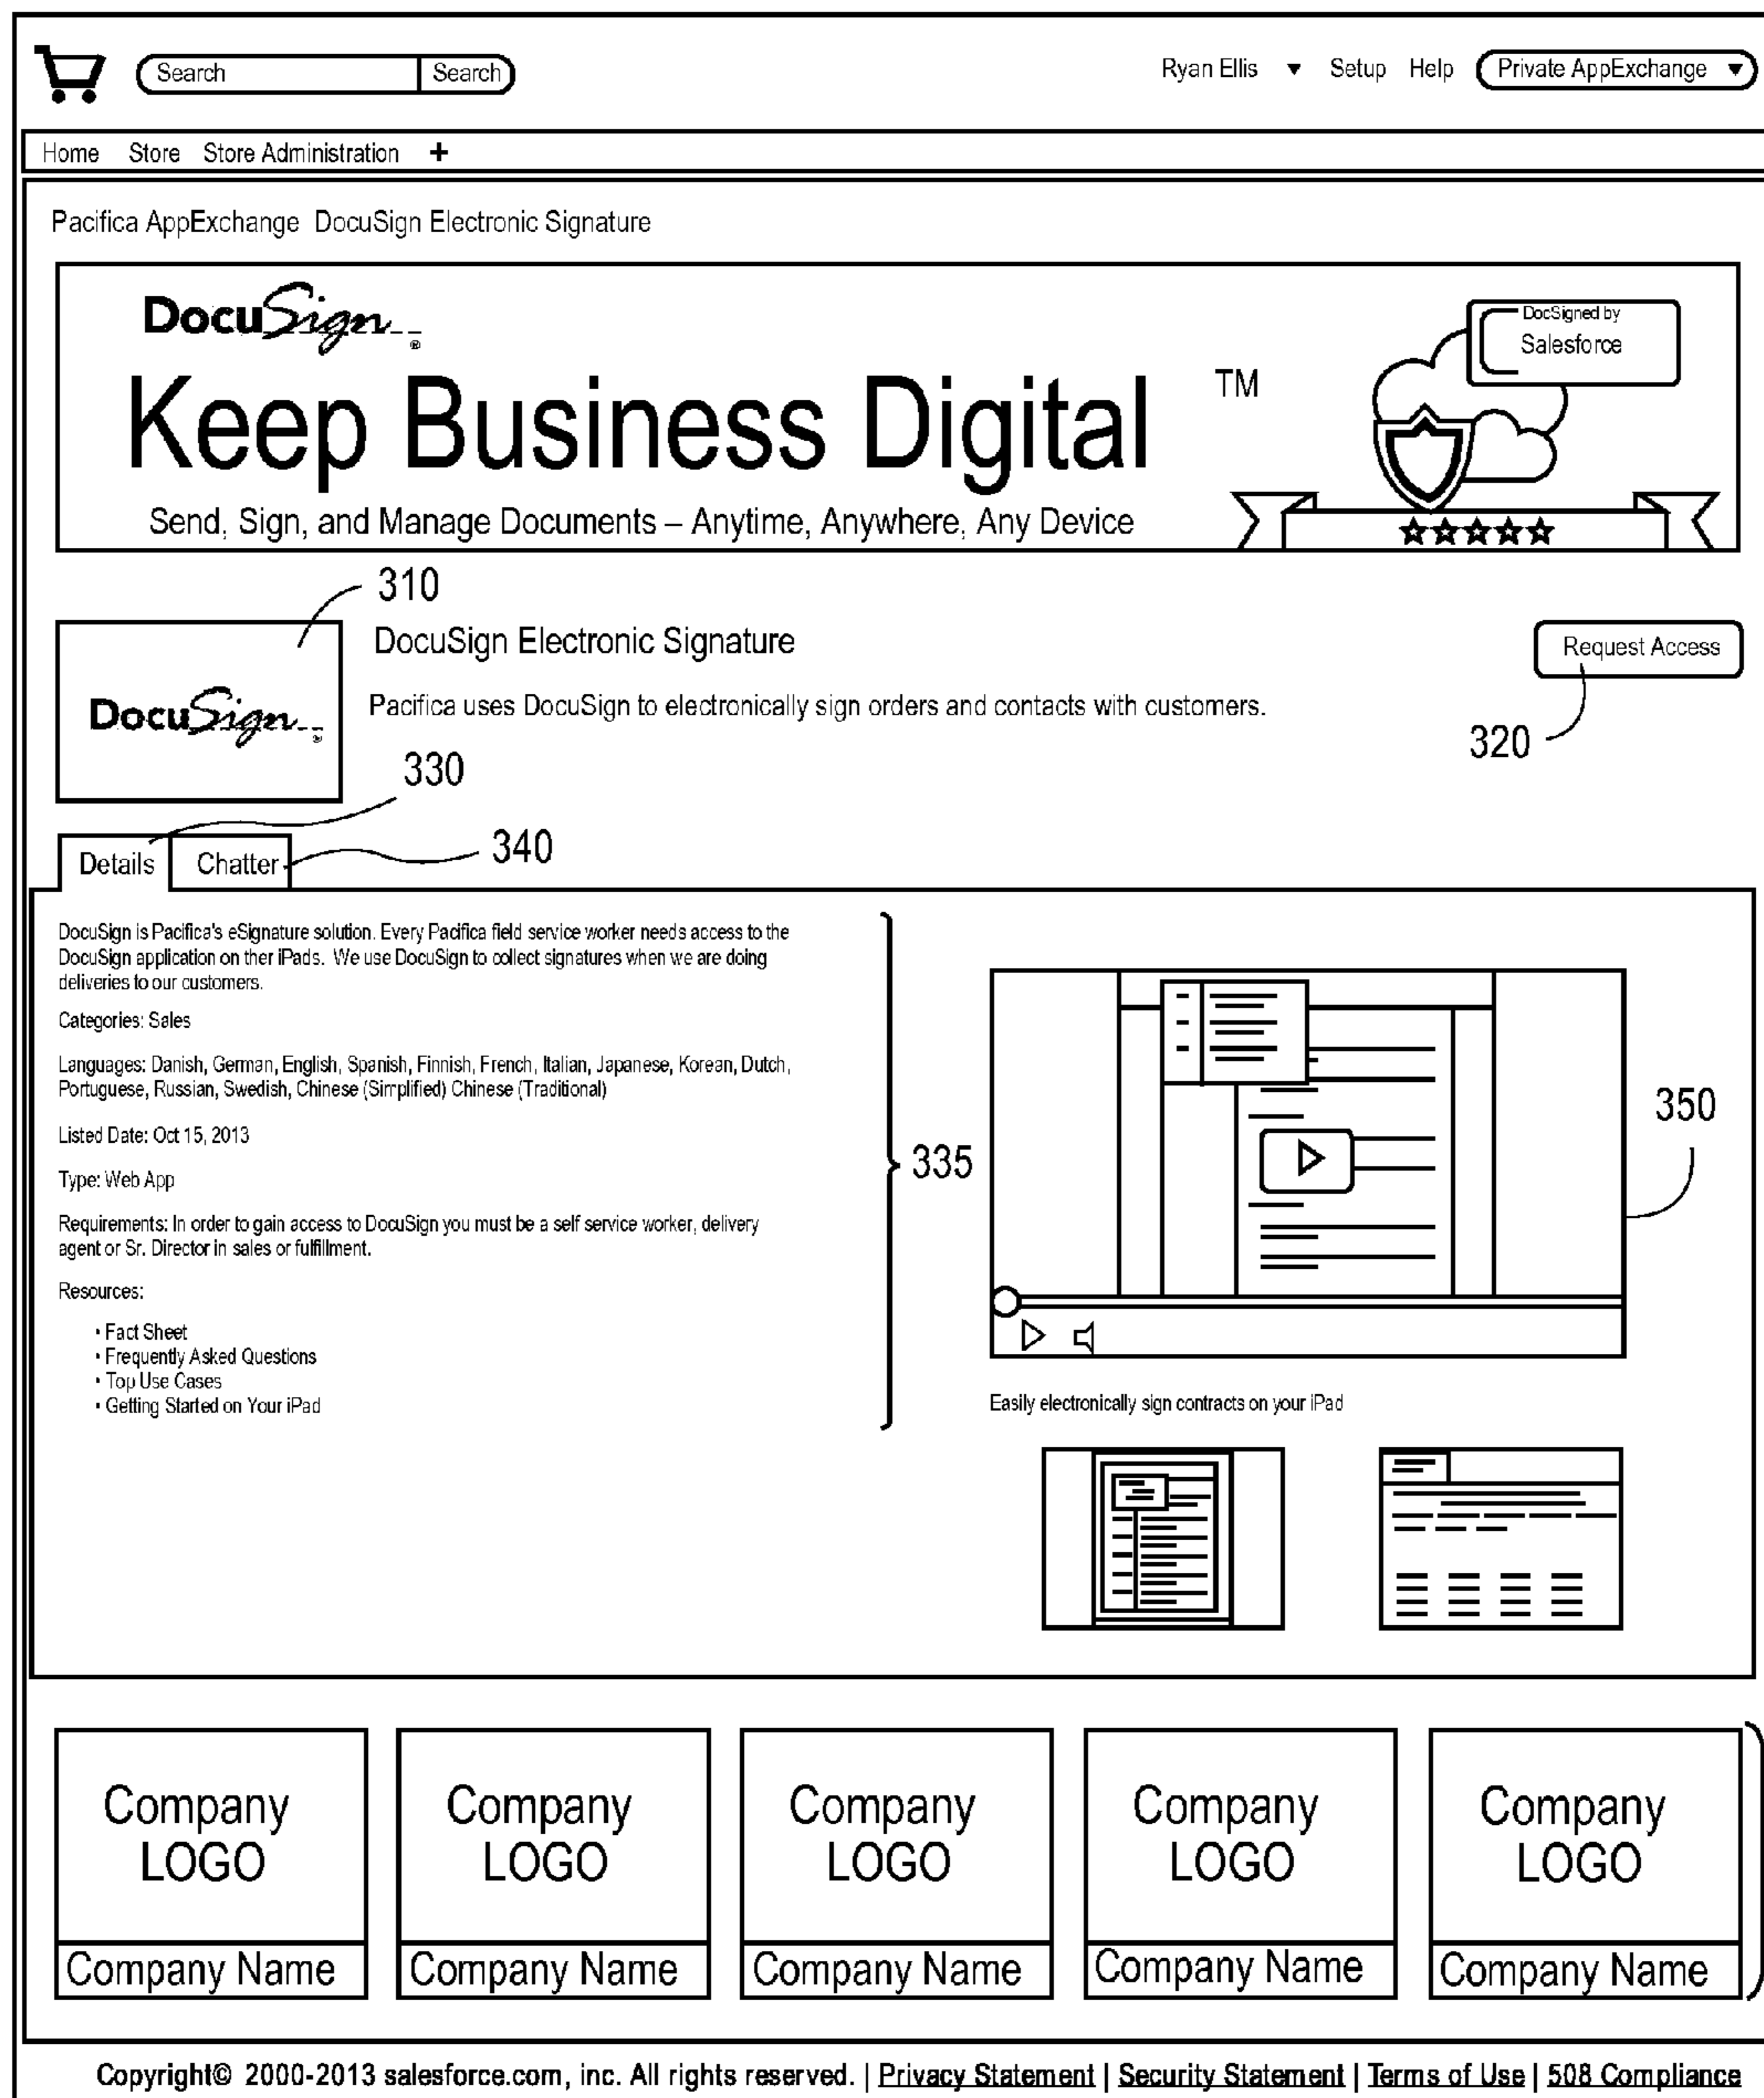 Search Search Ryan Ellis Setup Help Private AppExchange
Home Store Store Administration +
Pacifica AppExchange DocuSign Electronic Signature
DocuSign ®
DocSigned by
Salesforce
Keep Business Digital TM
Send, Sign, and Manage Documents – Anytime, Anywhere, Any Device
310
DocuSign Electronic Signature
Request Access
Pacifica uses DocuSign to electronically sign orders and contacts with customers.
DocuSign ®
320
330
340
Details Chatter
DocuSign is Pacifica's eSignature solution. Every Pacifica field service worker needs access to the
DocuSign application on ther iPads. We use DocuSign to collect signatures when we are doing
deliveries to our customers.
Categories: Sales
Languages: Danish, German, English, Spanish, Finnish, French, Italian, Japanese, Korean, Dutch,
Portuguese, Russian, Swedish, Chinese (Simplified) Chinese (Traditional)
Listed Date: Oct 15, 2013
Type: Web App
Requirements: In order to gain access to DocuSign you must be a self service worker, delivery
agent or Sr. Director in sales or fulfillment.
Resources:
• Fact Sheet
• Frequently Asked Questions
• Top Use Cases
• Getting Started on Your iPad
335
350
Easily electronically sign contracts on your iPad
Company Company Company Company Company
LOGO LOGO LOGO LOGO LOGO
Company Name Company Name Company Name Company Name Company Name
Copyright© 2000-2013 salesforce.com, inc. All rights reserved. | Privacy Statement | Security Statement | Terms of Use | 508 Compliance